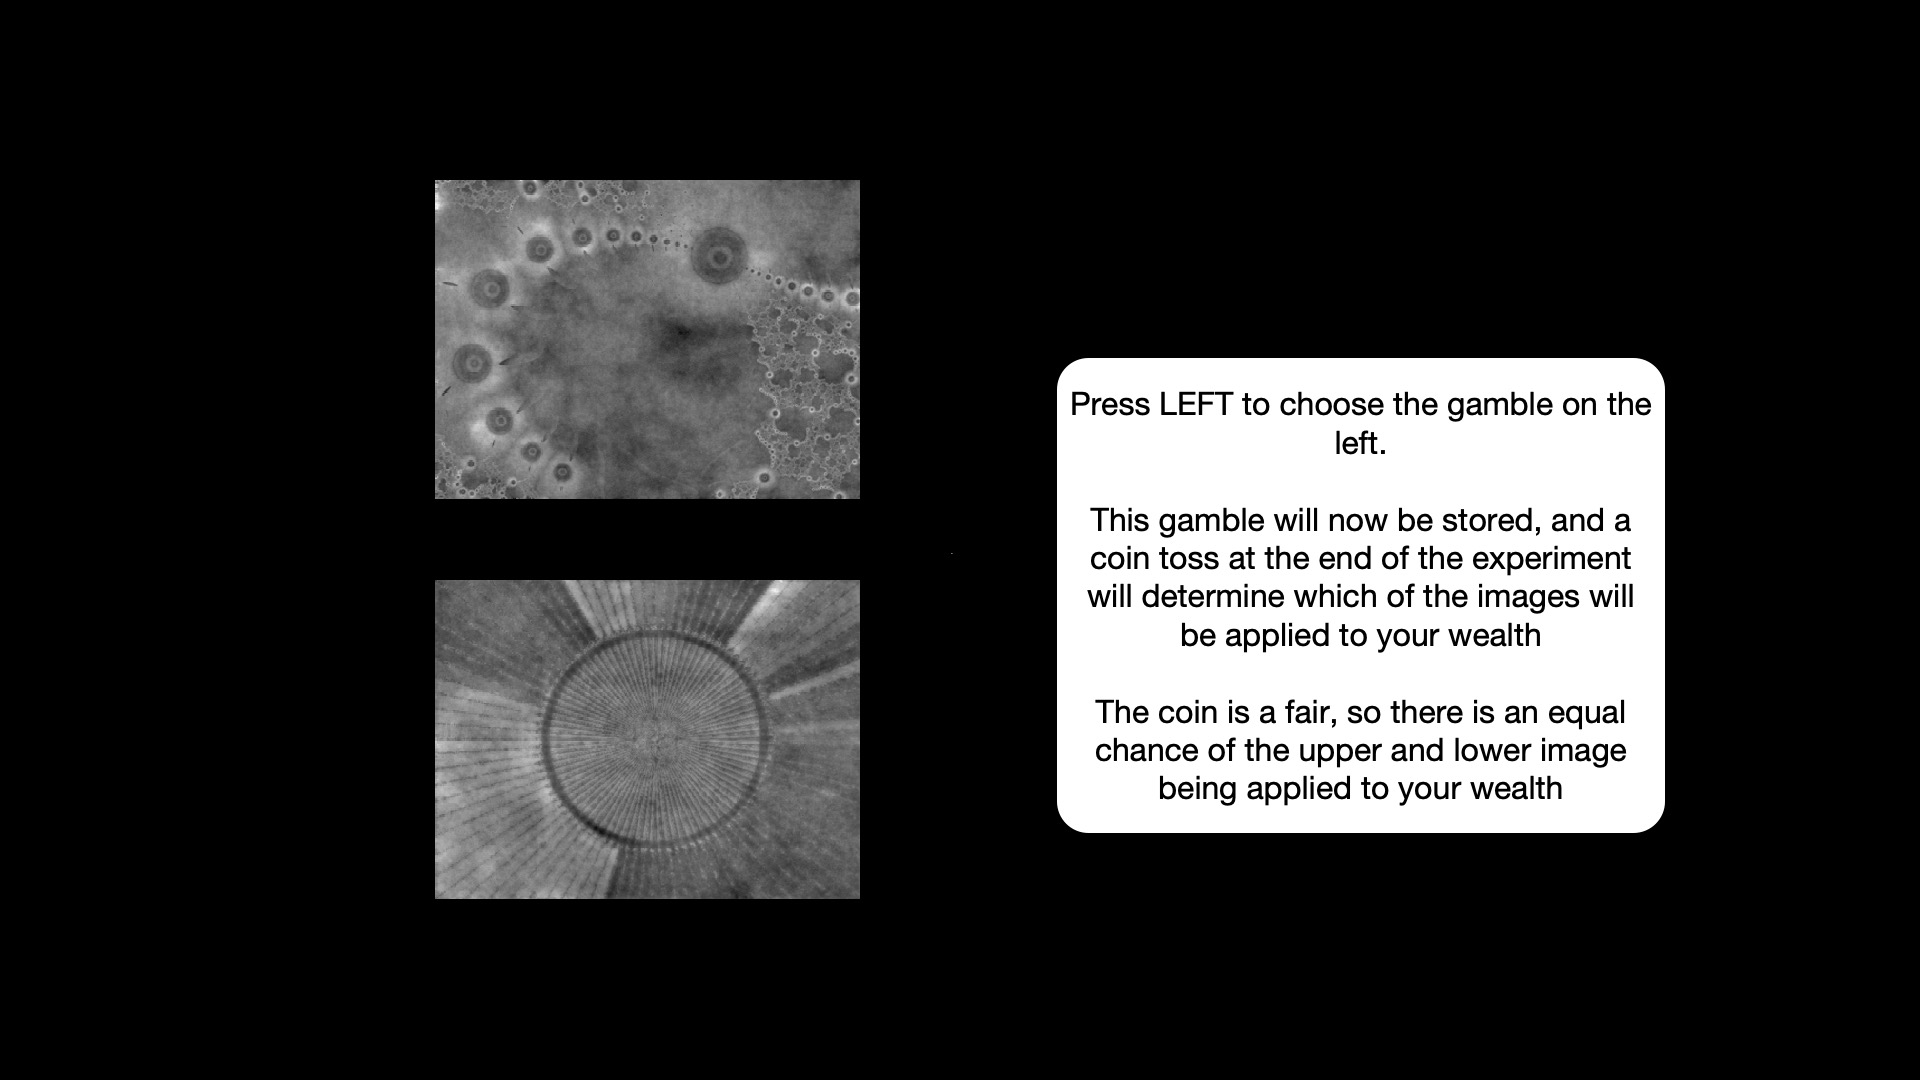 Press LEFT to choose the gamble on the
left.
This gamble will now be stored, and a
coin toss at the end of the experiment
will determine which of the images will
be applied to your wealth
The coin is a fair, so there is an equal
chance of the upper and lower image
being applied to your wealth